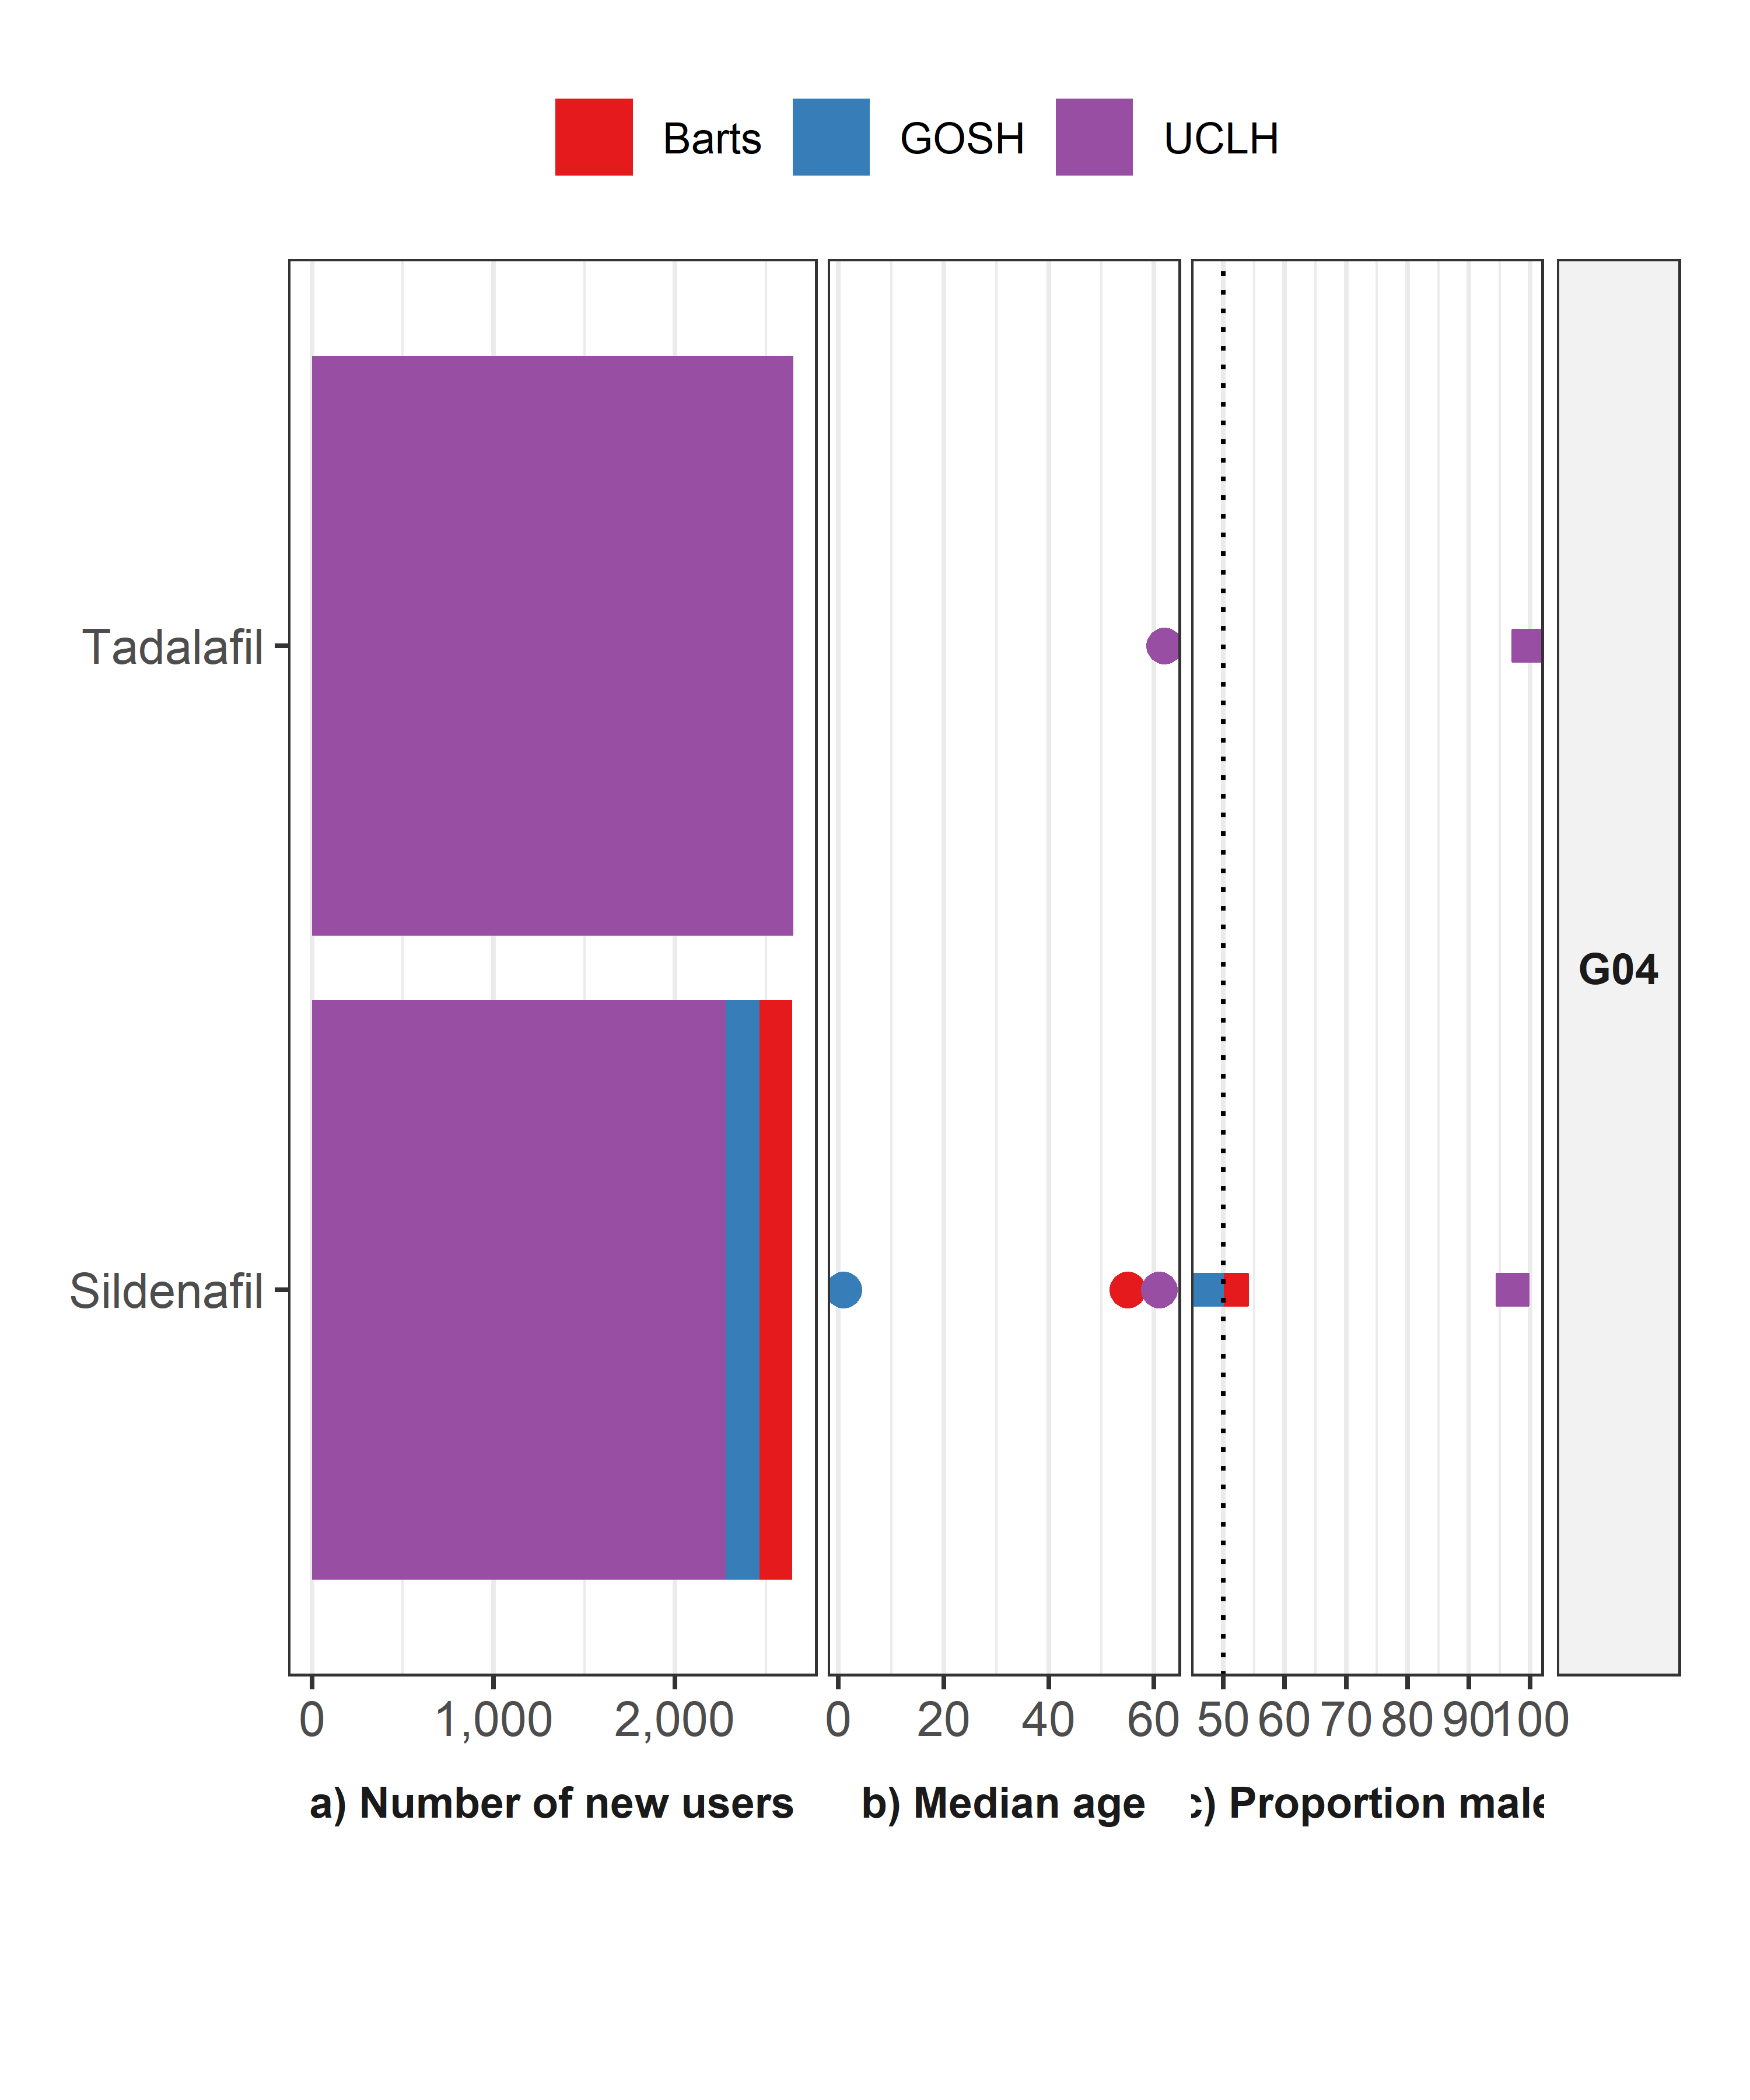 Barts GOSH UCLH
Tadalafil
G04
Sildenafil
0 1,000 2,000 0 20 40 60 50 60 70 80 90 100
a) Number of new users b) Median age c) Proportion male